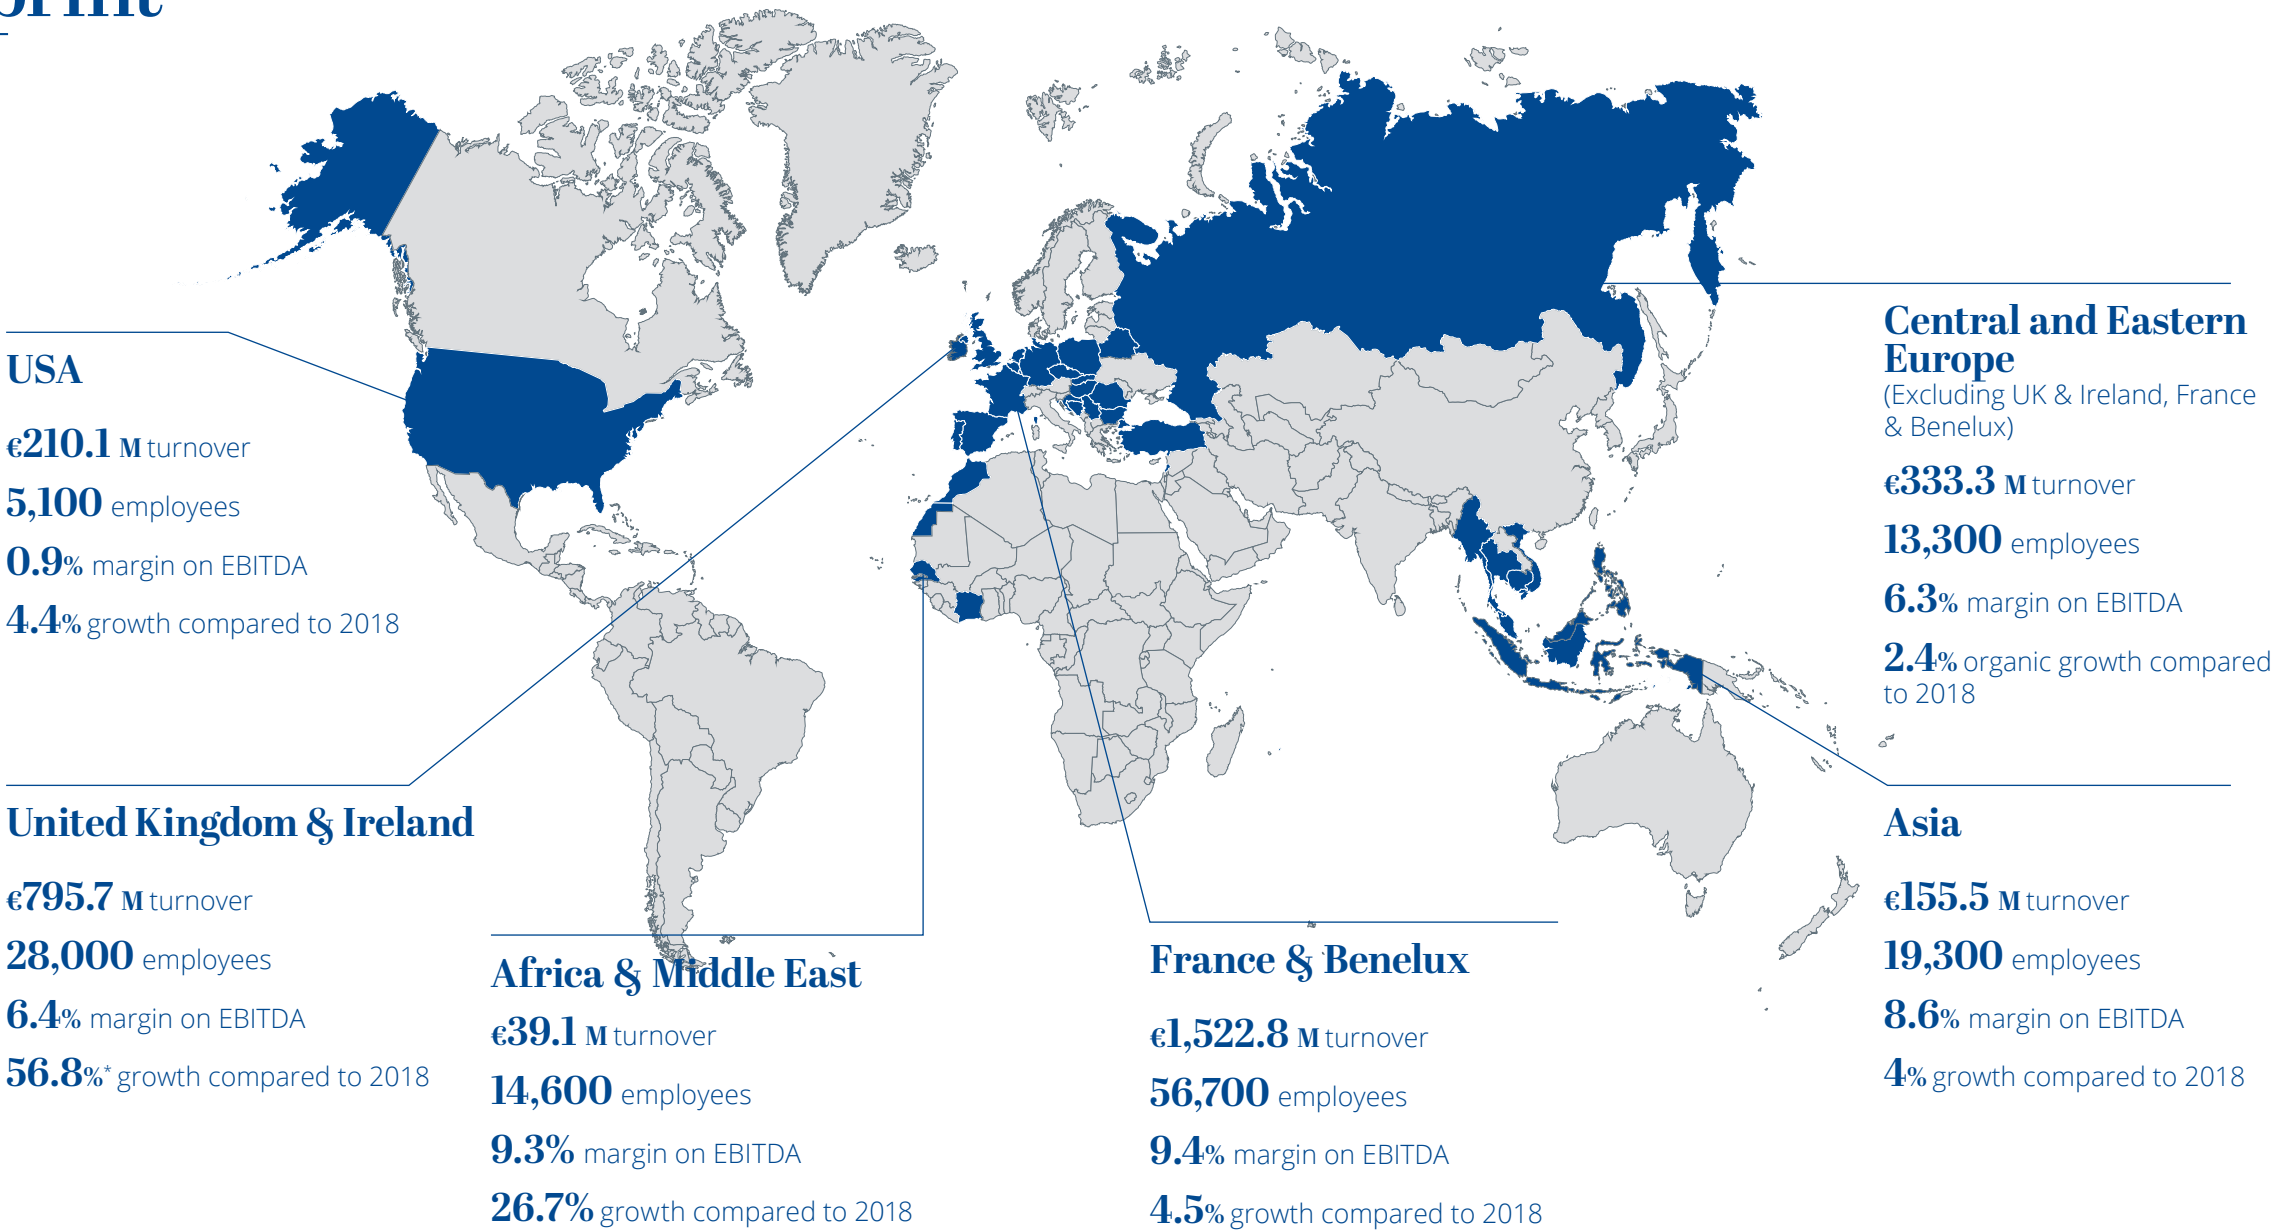 USA
€210.1 M turnover
5,100 employees
0.9% margin on EBITDA
4.4% growth compared to 2018
United Kingdom & Ireland
€795.7 M turnover
28,000 employees
6.4% margin on EBITDA
56.8%* growth compared to 2018
Africa & Middle East
€39.1 M turnover
14,600 employees
9.3% margin on EBITDA
26.7% growth compared to 2018
France & Benelux
€1,522.8 M turnover
56,700 employees
9.4% margin on EBITDA
4.5% growth compared to 2018
Central and Eastern
Europe
(Excluding UK & Ireland, France
& Benelux)
€333.3 M turnover
13,300 employees
6.3% margin on EBITDA
2.4% organic growth compared
to 2018
Asia
€155.5 M turnover
19,300 employees
8.6% margin on EBITDA
4% growth compared to 2018